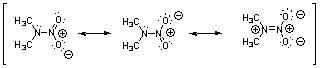 H₃C O H₃C O ⊖ H₃C O ⊖
N N ⊕ N N ⊕ ⊕ N N ⊕
H₃C O H₃C O H₃C O
⊖ ⊖